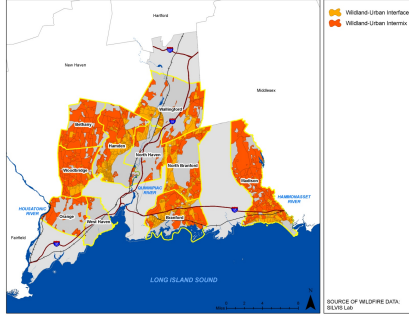 Wildland-Urban Interface
Wildland-Urban Intermix
Hartford
New Haven
Middlesex
Wallingford
Bethany
Hamden
North Haven
North Branford
Woodbridge
Madison
QUINNIPIAC
RIVER
HAMMONASSET
RIVER
HOUSATONIC
RIVER
Orange
West Haven
Branford
Fairfield
LONG ISLAND SOUND
N
SOURCE OF WILDFIRE DATA:
SILVIS Lab